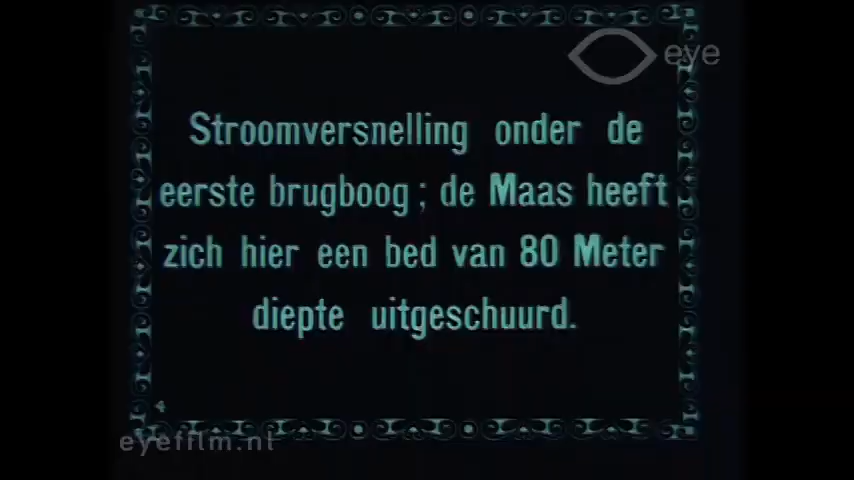 eye
Stroomversnelling onder de
eerste brugboog; de Maas heeft
zich hier een bed van 80 Meter
diepte uitgeschuurd.
4
eyefilm.nl